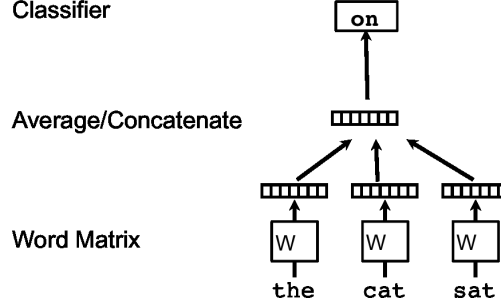 Classifier
on
Average/Concatenate
Word Matrix
W W W
the cat sat